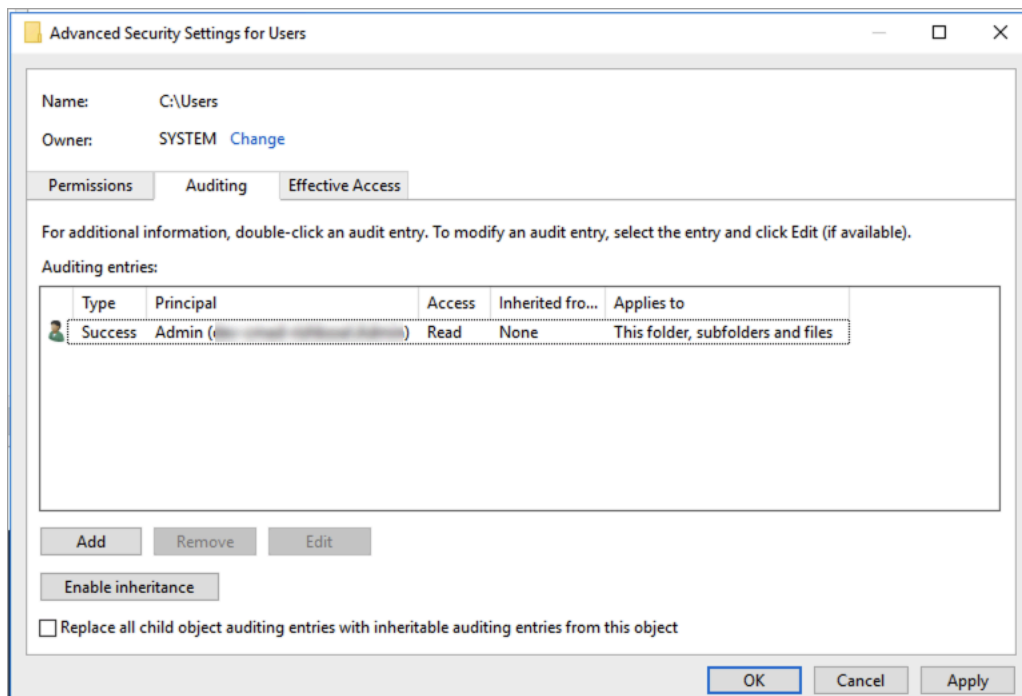 Advanced Security Settings for Users
Name: C:\Users
Owner: SYSTEM Change
Permissions Auditing Effective Access
For additional information, double-click an audit entry. To modify an audit entry, select the entry and click Edit (if available).
Auditing entries:
Type Principal Access Inherited fro... Applies to
Success Admin ( ) Read None This folder, subfolders and files
Add Remove Edit
Enable inheritance
Replace all child object auditing entries with inheritable auditing entries from this object
OK Cancel Apply